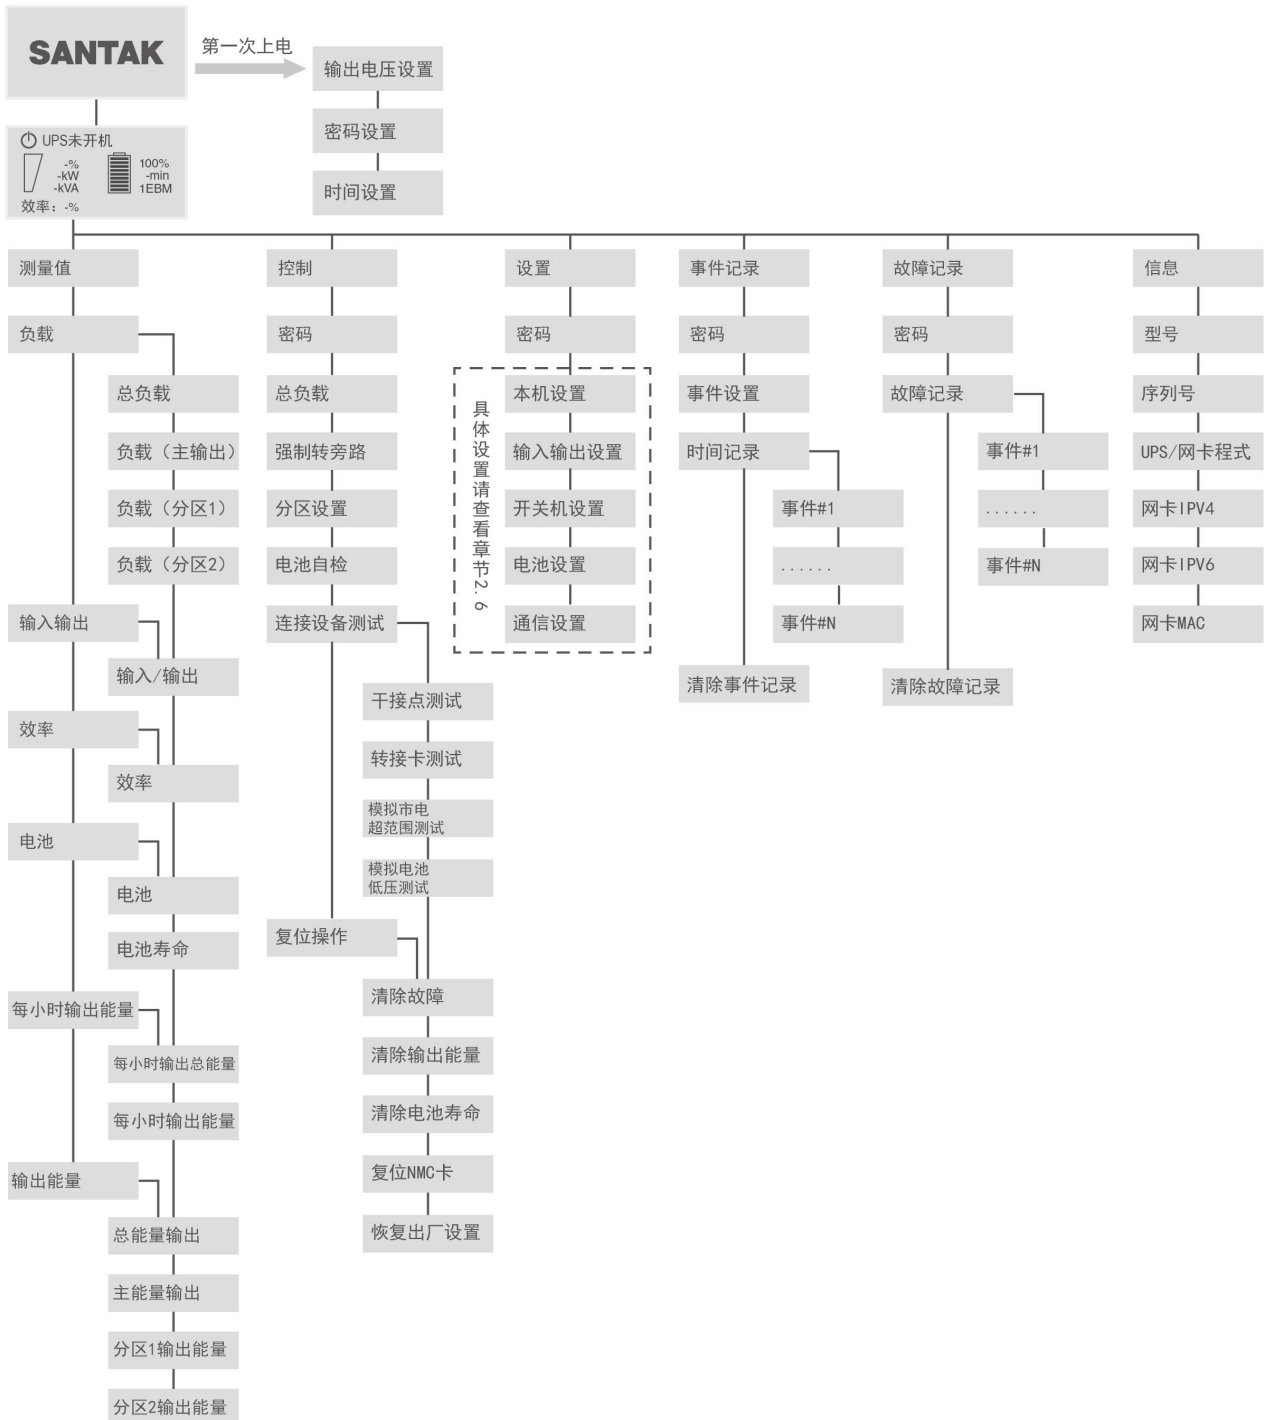 SANTAK
第一次上电
输出电压设置
密码设置
时间设置
UPS未开机
-%
-kW
-kVA
100%
-min
1EBM
效率：-%
测量值
负载
总负载
负载（主输出）
负载（分区1）
负载（分区2）
输入输出
输入/输出
效率
效率
电池
电池
电池寿命
每小时输出能量
每小时输出总能量
每小时输出能量
输出能量
总能量输出
主能量输出
分区1输出能量
分区2输出能量
控制
密码
总负载
强制转旁路
分区设置
电池自检
连接设备测试
干接点测试
转接卡测试
模拟市电
超范围测试
模拟电池
低压测试
复位操作
清除故障
清除输出能量
清除电池寿命
复位NMC卡
恢复出厂设置
设置
密码
具体设置请查看章节2.6
本机设置
输入输出设置
开关机设置
电池设置
通信设置
事件记录
密码
事件设置
时间记录
事件#1
......
事件#N
清除事件记录
故障记录
密码
故障记录
事件#1
......
事件#N
清除故障记录
信息
型号
序列号
UPS/网卡程式
网卡IPV4
网卡IPV6
网卡MAC